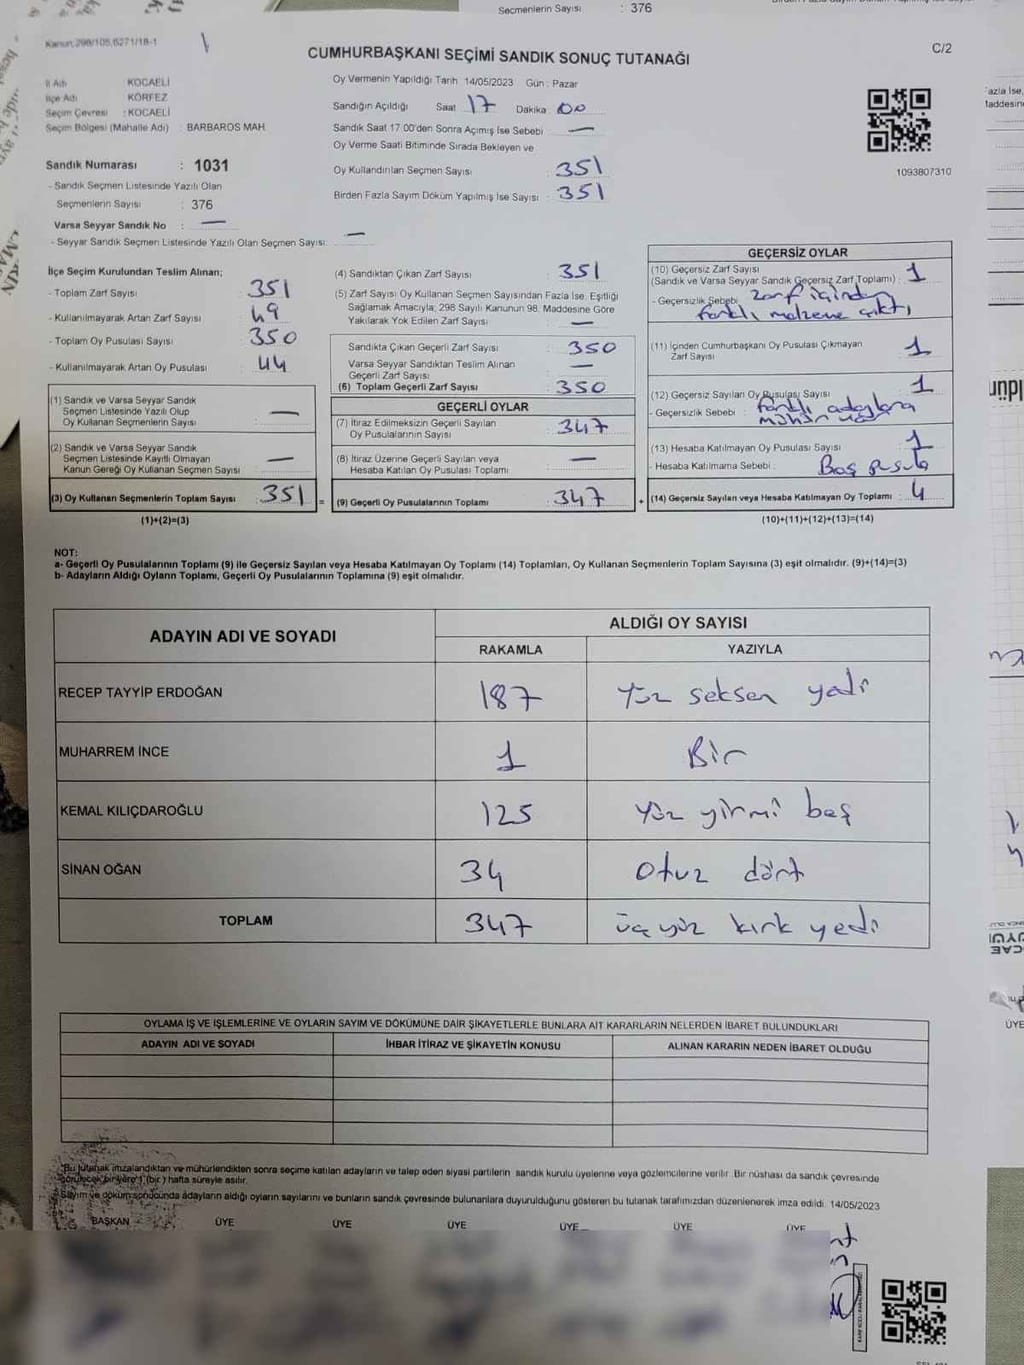 Seçmenlerin Sayısı : 376
Kanun; 298/105,6271/18-1
CUMHURBAŞKANI SEÇİMİ SANDIK SONUÇ TUTANAĞI
C/2
İl Adı KOCAELİ
İlçe Adı KÖRFEZ
Seçim Çevresi : KOCAELİ
Seçim Bölgesi (Mahalle Adı) : BARBAROS MAH.
Sandık Numarası : 1031
- Sandık Seçmen Listesinde Yazılı Olan
Seçmenlerin Sayısı : 376
Varsa Seyyar Sandık No : —
- Seyyar Sandık Seçmen Listesinde Yazılı Olan Seçmen Sayısı: —
Oy Vermenin Yapıldığı Tarih 14/05/2023 Gün : Pazar
Sandığın Açıldığı Saat 17 Dakika 00
Sandık Saat 17:00'den Sonra Açımış İse Sebebi —
Oy Verme Saati Bitiminde Sırada Bekleyen ve
Oy Kullandırılan Seçmen Sayısı : 351
Birden Fazla Sayım Döküm Yapılmış İse Sayısı : 351
1093807310
İlçe Seçim Kurulundan Teslim Alınan;
- Toplam Zarf Sayısı : 351
- Kullanılmayarak Artan Zarf Sayısı : 49
- Toplam Oy Pusulası Sayısı : 350
- Kullanılmayarak Artan Oy Pusulası : 44
(1) Sandık ve Varsa Seyyar Sandık
Seçmen Listesinde Yazılı Olup
Oy Kullanan Seçmenlerin Sayısı : —
(2) Sandık ve Varsa Seyyar Sandık
Seçmen Listesinde Kayıtlı Olmayan
Kanun Gereği Oy Kullanan Seçmen Sayısı : —
(3) Oy Kullanan Seçmenlerin Toplam Sayısı : 351 =
(1)+(2)=(3)
(4) Sandıktan Çıkan Zarf Sayısı : 351
(5) Zarf Sayısı Oy Kullanan Seçmen Sayısından Fazla İse; Eşitliği
Sağlamak Amacıyla, 298 Sayılı Kanunun 98. Maddesine Göre
Yakılarak Yok Edilen Zarf Sayısı : —
Sandıkta Çıkan Geçerli Zarf Sayısı : 350
Varsa Seyyar Sandıktan Teslim Alınan
Geçerli Zarf Sayısı : —
(6) Toplam Geçerli Zarf Sayısı : 350
GEÇERLİ OYLAR
(7) İtiraz Edilmeksizin Geçerli Sayılan
Oy Pusulasının Sayısı : 347
(8) İtiraz Üzerine Geçerli Sayılan veya
Hesaba Katılan Oy Pusulası Toplamı : —
(9) Geçerli Oy Pusulalarının Toplamı : 347 +
GEÇERSİZ OYLAR
(10) Geçersiz Zarf Sayısı
(Sandık ve Varsa Seyyar Sandık Geçersiz Zarf Toplamı) : 1
- Geçersizlik Sebebi : zarf içinden
farklı malzeme çıktı
(11) İçinden Cumhurbaşkanı Oy Pusulası Çıkmayan
Zarf Sayısı : 1
(12) Geçersiz Sayılan Oy Pusulası Sayısı : 1
- Geçersizlik Sebebi : farklı adaylara
(13) Hesaba Katılmayan Oy Pusulası Sayısı : 1
- Hesaba Katılmama Sebebi : Boş pusula
(14) Geçersiz Sayılan veya Hesaba Katılmayan Oy Toplamı : 4
(10)+(11)+(12)+(13)=(14)
NOT:
a- Geçerli Oy Pusulalarının Toplamı (9) ile Geçersiz Sayılan veya Hesaba Katılmayan Oy Toplamı (14) Toplamları, Oy Kullanan Seçmenlerin Toplam Sayısına (3) eşit olmalıdır. (9)+(14)=(3)
b- Adayların Aldığı Oyların Toplamı, Geçerli Oy Pusulalarının Toplamına (9) eşit olmalıdır.
ADAYIN ADI VE SOYADI
ALDIĞI OY SAYISI
RAKAMLA YAZIYLA
RECEP TAYYİP ERDOĞAN 187 Yüz seksen yedi
MUHARREM İNCE 1 Bir
KEMAL KILIÇDAROĞLU 125 Yüz yirmi beş
SİNAN OĞAN 34 Otuz dört
TOPLAM 347 üç yüz kırk yedi
OYLAMA İŞ VE İŞLEMLERİNE VE OYLARIN SAYIM VE DÖKÜMÜNE DAİR ŞİKAYETLERLE BUNLARA AİT KARARLARIN NELERDEN İBARET BULUNDUKLARI
ADAYIN ADI VE SOYADI İHBAR İTİRAZ VE ŞİKAYETİN KONUSU ALINAN KARARIN NEDEN İBARET OLDUĞU
Bu tutanak imzalandıktan ve mühürlendikten sonra seçime katılan adayların ve talep eden siyasi partilerin sandık kurulu üyelerine veya gözlemcilerine verilir. Bir nüshası da sandık çevresinde
görülecek bir yere 1 (bir) hafta süreyle asılır.
Sayım ve döküm sonucunda adayların aldığı oyların sayılarını ve bunların sandık çevresinde bulunanlara duyurulduğunu gösteren bu tutanak tarafımızdan düzenlenerek imza edildi. 14/05/2023
BAŞKAN ÜYE ÜYE ÜYE ÜYE ÜYE ÜYE